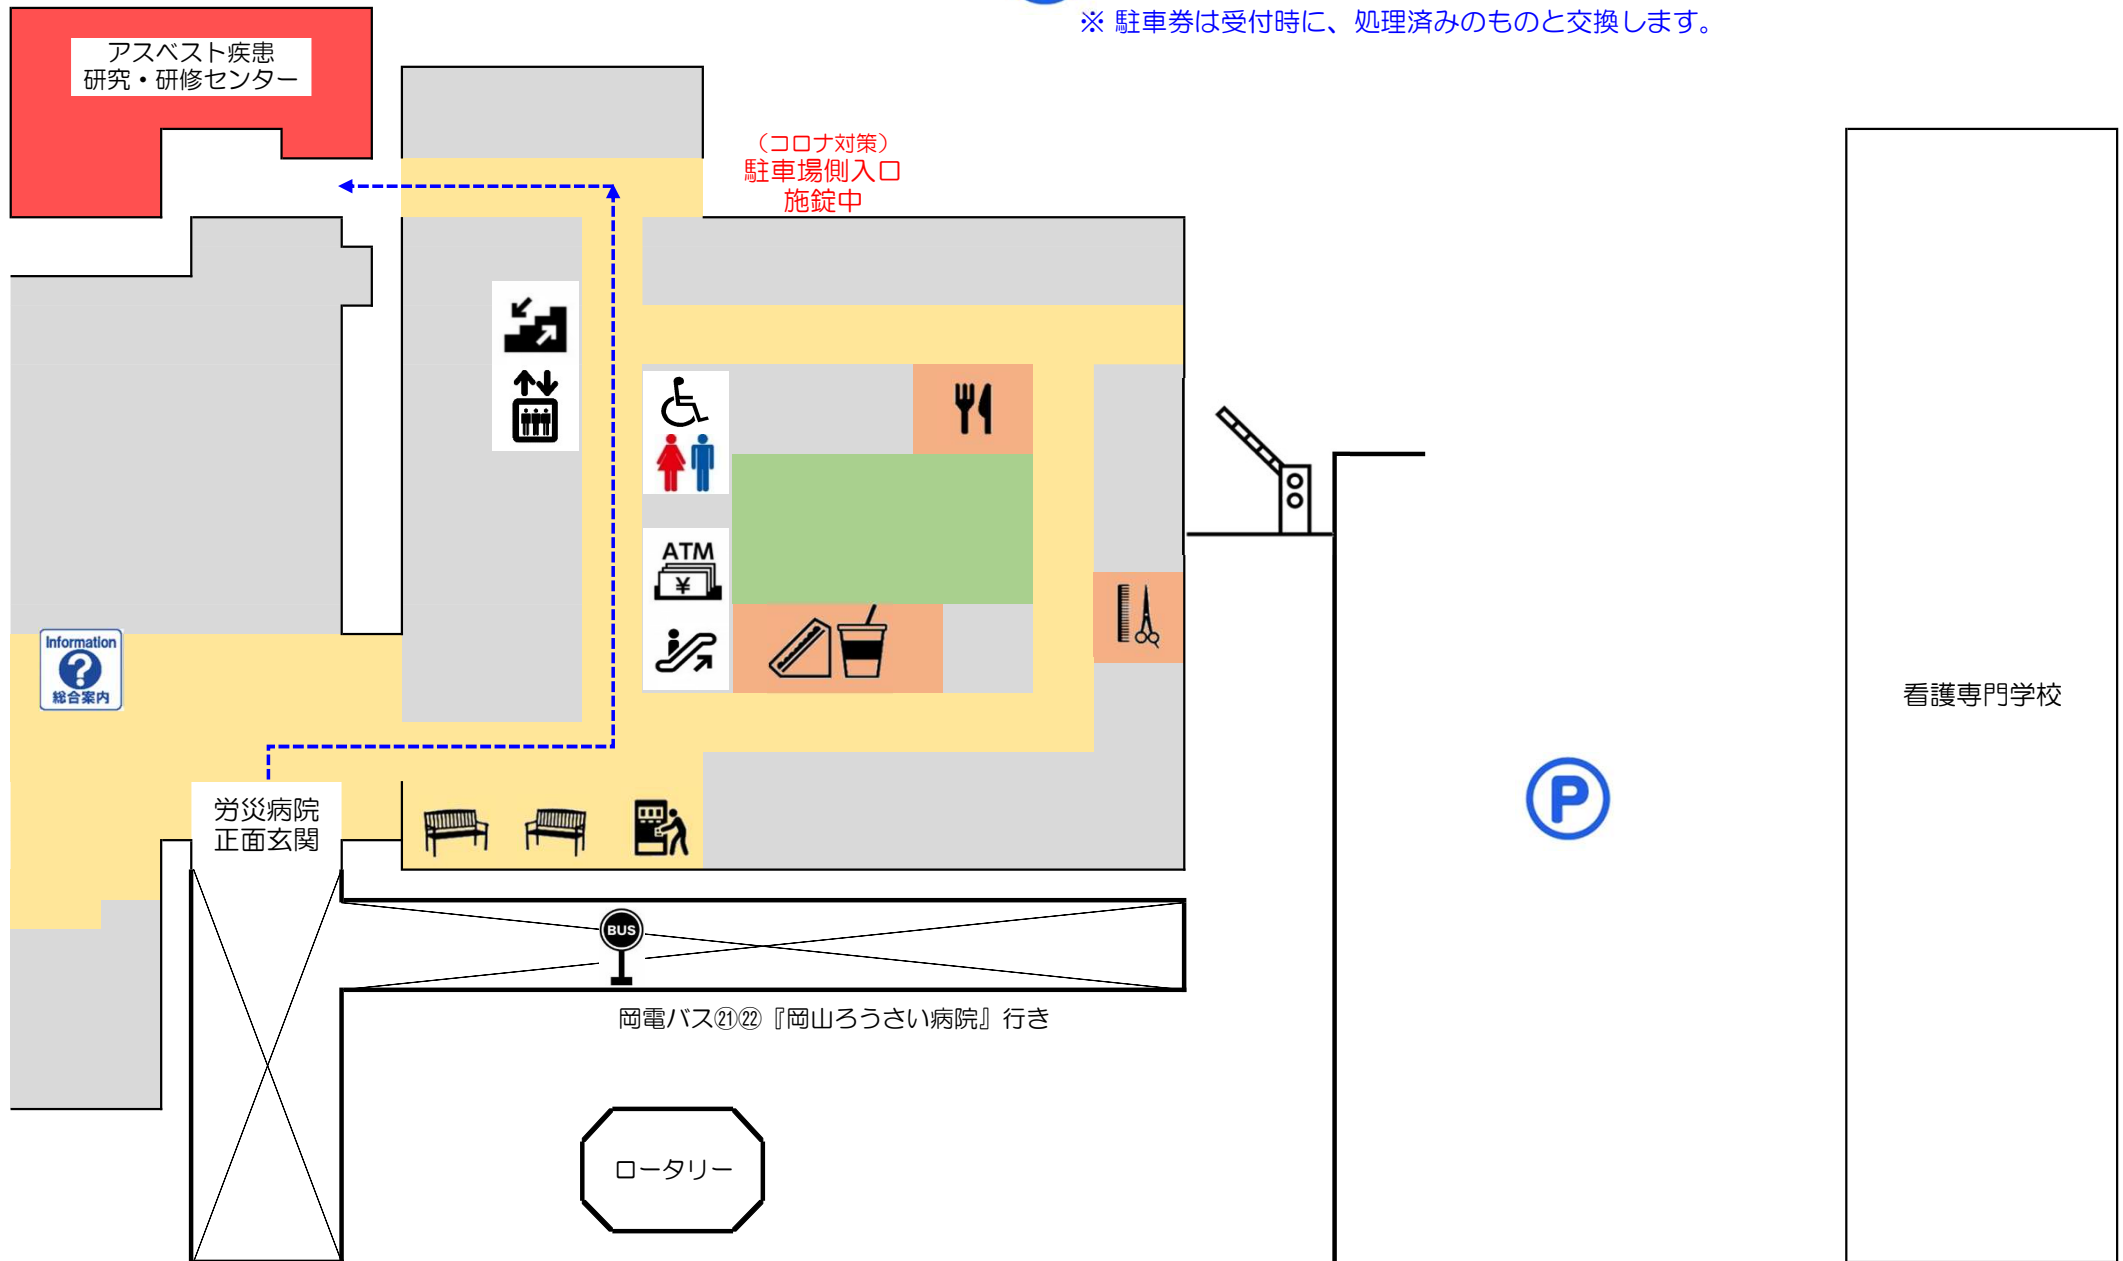 ※ 駐車券は受付時に、処理済みのものと交換します。
アスベスト疾患
研究・研修センター
（コロナ対策）
駐車場側入口
施錠中
ATM
¥
Information
?
総合案内
看護専門学校
P
労災病院
正面玄関
BUS
岡電バス㉑㉒『岡山ろうさい病院』行き
ロータリー